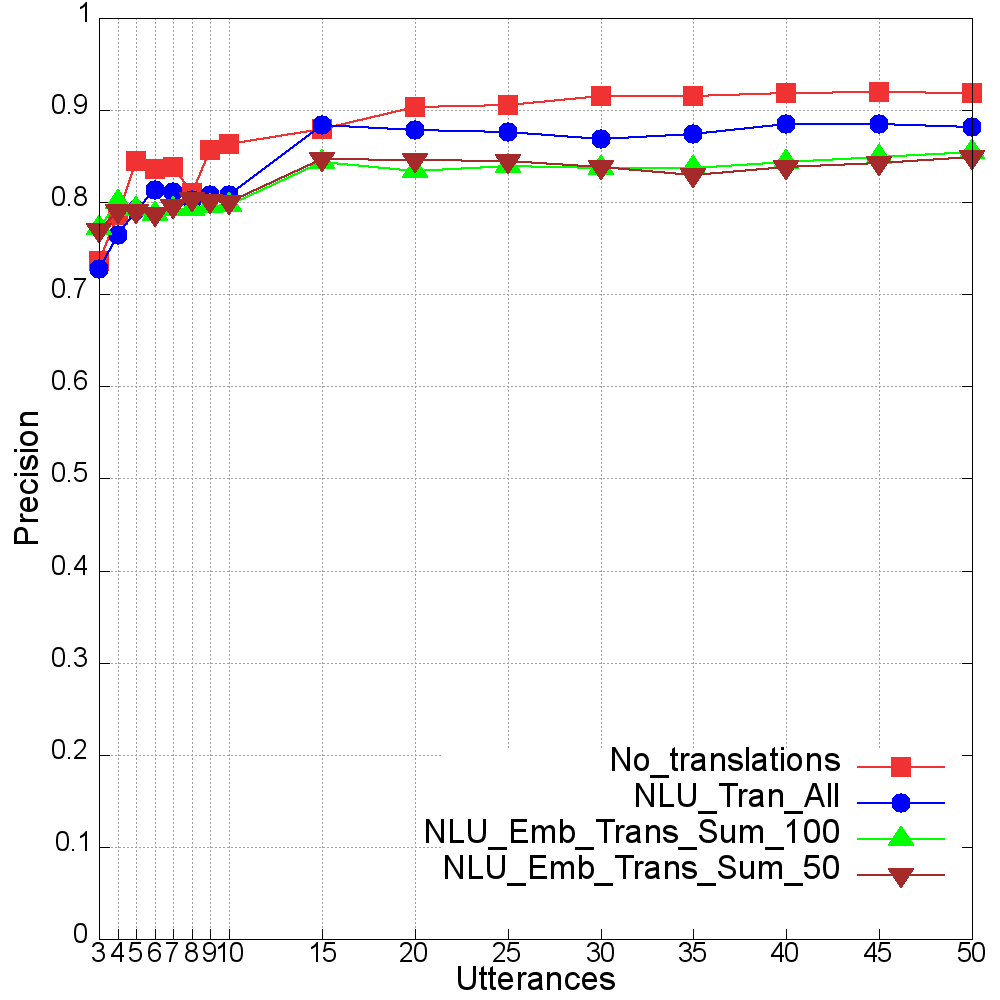 1
0.9
0.8
0.7
0.6
0.5
0.4
0.3
0.2
0.1
0
Precision
3 4 5 6 7 8 9 10 15 20 25 30 35 40 45 50
Utterances
No_translations
NLU_Tran_All
NLU_Emb_Trans_Sum_100
NLU_Emb_Trans_Sum_50